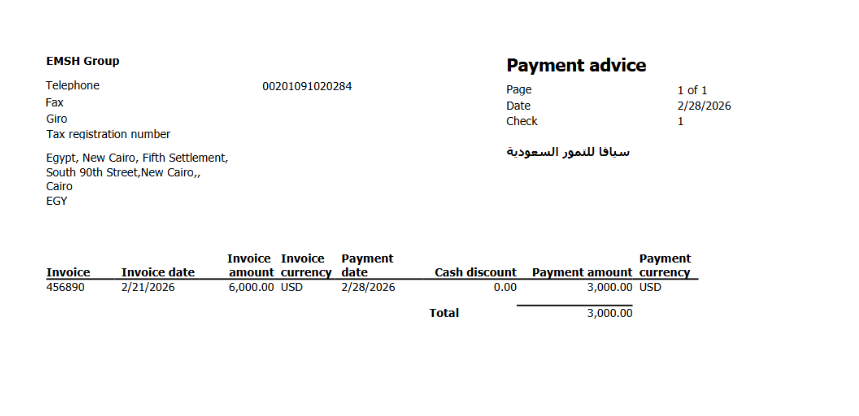 EMSH Group
Payment advice
Telephone 00201091020284
Fax
Giro
Tax registration number
Page 1 of 1
Date 2/28/2026
Check 1
Egypt, New Cairo, Fifth Settlement,
South 90th Street,New Cairo,,
Cairo
EGY
سيافا للتمور السعودية
Invoice Invoice date Invoice amount Invoice currency Payment date Cash discount Payment amount Payment currency
456890 2/21/2026 6,000.00 USD 2/28/2026 0.00 3,000.00 USD
Total 3,000.00